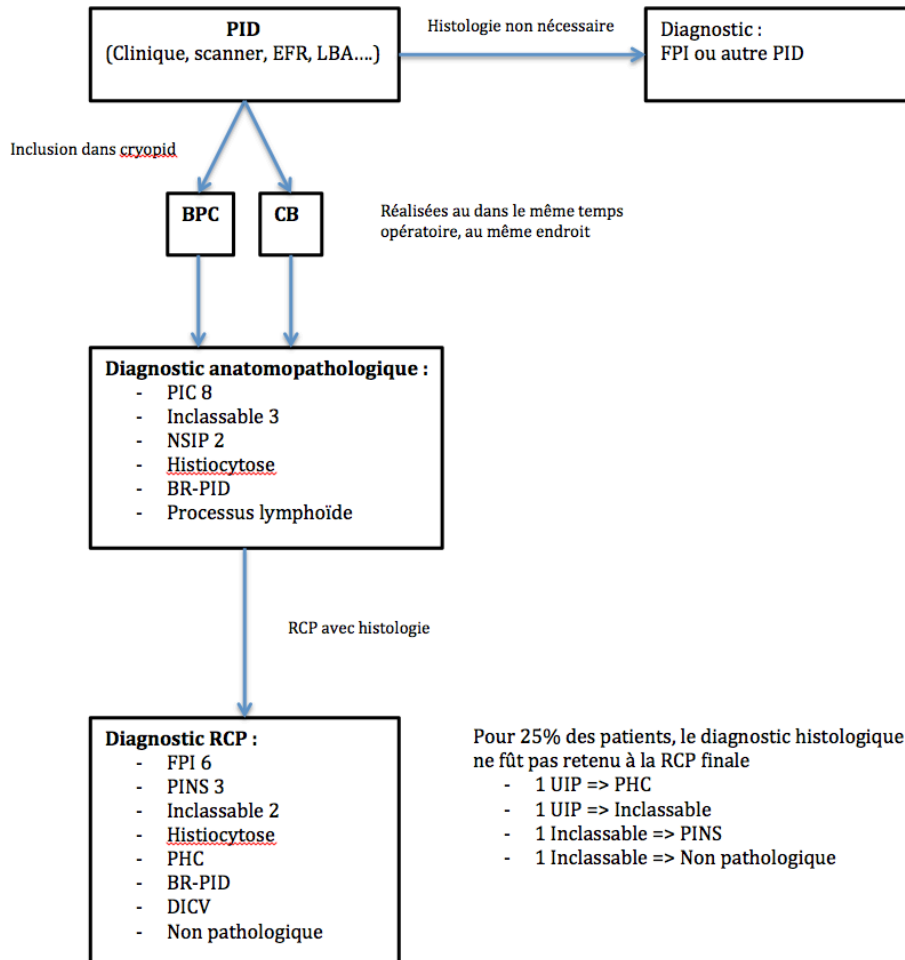 PID
(Clinique, scanner, EFR, LBA....)
Histologie non nécessaire
Diagnostic :
FPI ou autre PID
Inclusion dans cryopid
BPC
CB
Réalisées au dans le même temps
opératoire, au même endroit
Diagnostic anatomopathologique :
- PIC 8
- Inclassable 3
- NSIP 2
- Histiocytose
- BR-PID
- Processus lymphoïde
RCP avec histologie
Diagnostic RCP :
- FPI 6
- PINS 3
- Inclassable 2
- Histiocytose
- PHC
- BR-PID
- DICV
- Non pathologique
Pour 25% des patients, le diagnostic histologique
ne fût pas retenu à la RCP finale
- 1 UIP => PHC
- 1 UIP => Inclassable
- 1 Inclassable => PINS
- 1 Inclassable => Non pathologique